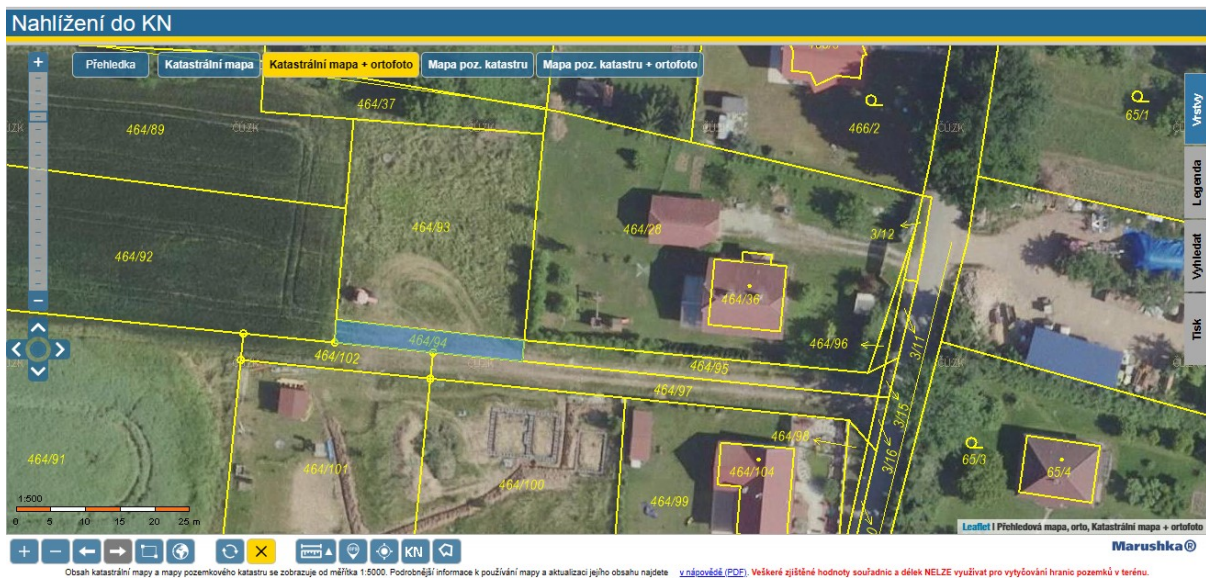 Nahlížení do KN
Přehledka
Katastrální mapa
Katastrální mapa + ortofoto
Mapa poz. katastru
Mapa poz. katastru + ortofoto
464/37
464/89
466/2
65/1
ČÚZK
ČÚZK
ČÚZK
Vrstvy
Legenda
Vyhledat
Tisk
464/93
464/28
3/12
464/92
464/36
464/94
464/102
464/96
3/11
464/95
464/97
3/15
464/98
3/16
464/91
464/101
464/100
464/104
464/99
65/3
65/4
1:500
0 5 10 15 20 25 m
Leaflet | Přehledová mapa, orto, Katastrální mapa + ortofoto
KN
Marushka®
Obsah katastrální mapy a mapy pozemkového katastru se zobrazuje od měřítka 1:5000. Podrobnější informace k používání mapy a aktualizaci jejího obsahu najdete v nápovědě (PDF). Veškeré zjištěné hodnoty souřadnic a délek NELZE využívat pro vytyčování hranic pozemků v terénu.